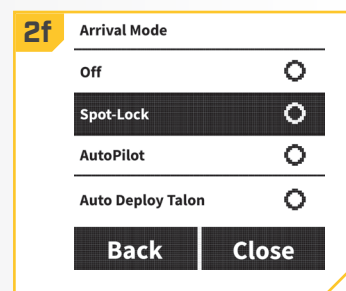 2f
Arrival Mode
Off
Spot-Lock
AutoPilot
Auto Deploy Talon
Back Close